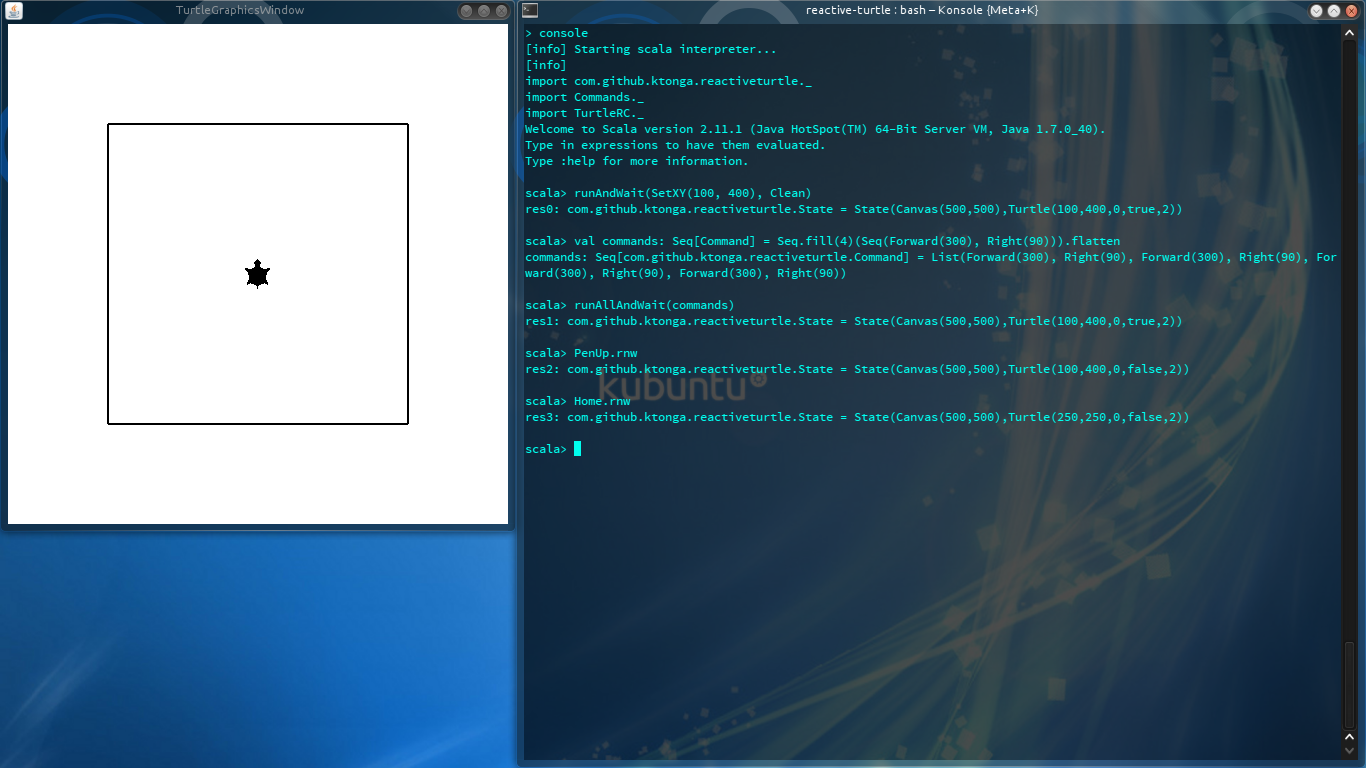 TurtleGraphicsWindow
reactive-turtle : bash – Konsole {Meta+K}
> console
[info] Starting scala interpreter...
[info]
import com.github.ktonga.reactiveturtle._
import Commands._
import TurtleRC._
Welcome to Scala version 2.11.1 (Java HotSpot(TM) 64-Bit Server VM, Java 1.7.0_40).
Type in expressions to have them evaluated.
Type :help for more information.
scala> runAndWait(SetXY(100, 400), Clean)
res0: com.github.ktonga.reactiveturtle.State = State(Canvas(500,500),Turtle(100,400,0,true,2))
scala> val commands: Seq[Command] = Seq.fill(4)(Seq(Forward(300), Right(90))).flatten
commands: Seq[com.github.ktonga.reactiveturtle.Command] = List(Forward(300), Right(90), Forward(300), Right(90), For
ward(300), Right(90), Forward(300), Right(90))
scala> runAllAndWait(commands)
res1: com.github.ktonga.reactiveturtle.State = State(Canvas(500,500),Turtle(100,400,0,true,2))
scala> PenUp.rnw
res2: com.github.ktonga.reactiveturtle.State = State(Canvas(500,500),Turtle(100,400,0,false,2))
kubuntu
scala> Home.rnw
res3: com.github.ktonga.reactiveturtle.State = State(Canvas(500,500),Turtle(250,250,0,false,2))
scala>